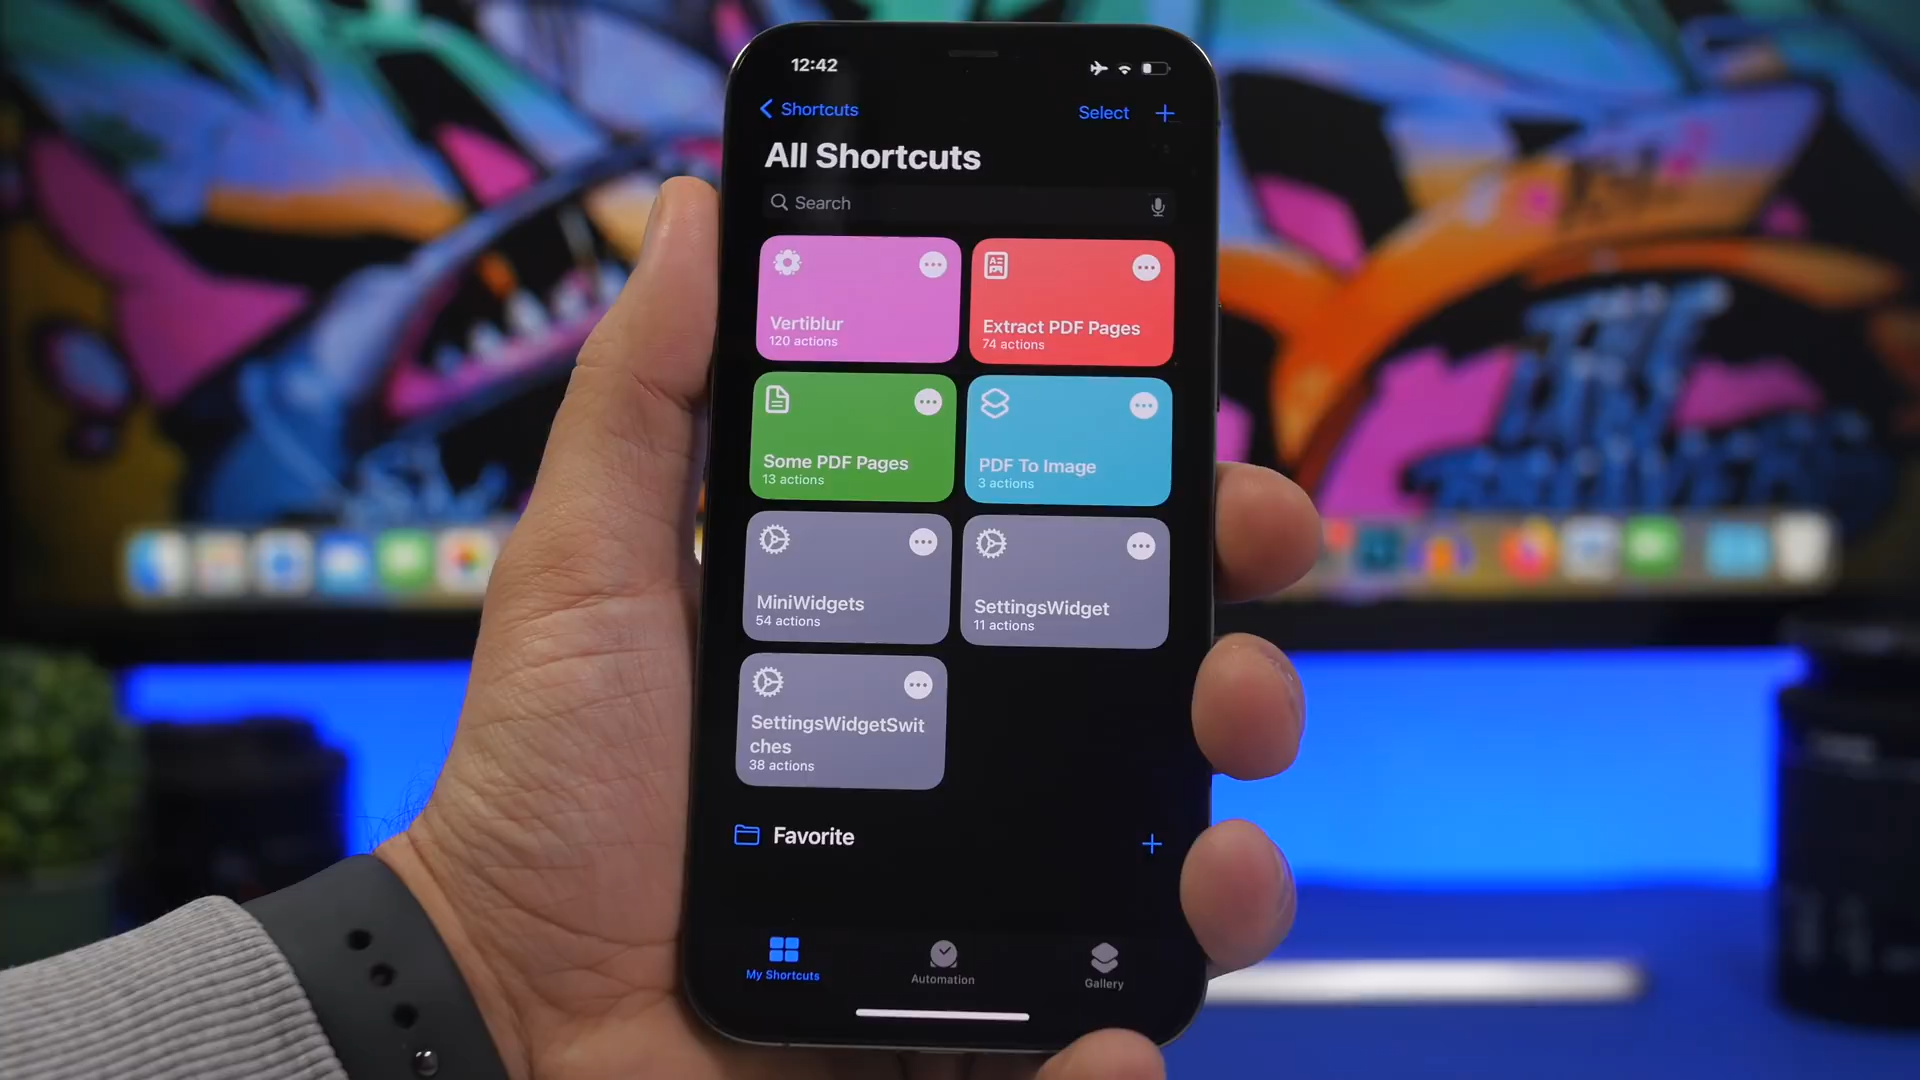 12:42
Shortcuts
Select
All Shortcuts
Search
Vertiblur
120 actions
Extract PDF Pages
74 actions
Some PDF Pages
13 actions
PDF To Image
3 actions
MiniWidgets
54 actions
SettingsWidget
11 actions
SettingsWidgetSwit
ches
38 actions
Favorite
My Shortcuts
Automation
Gallery